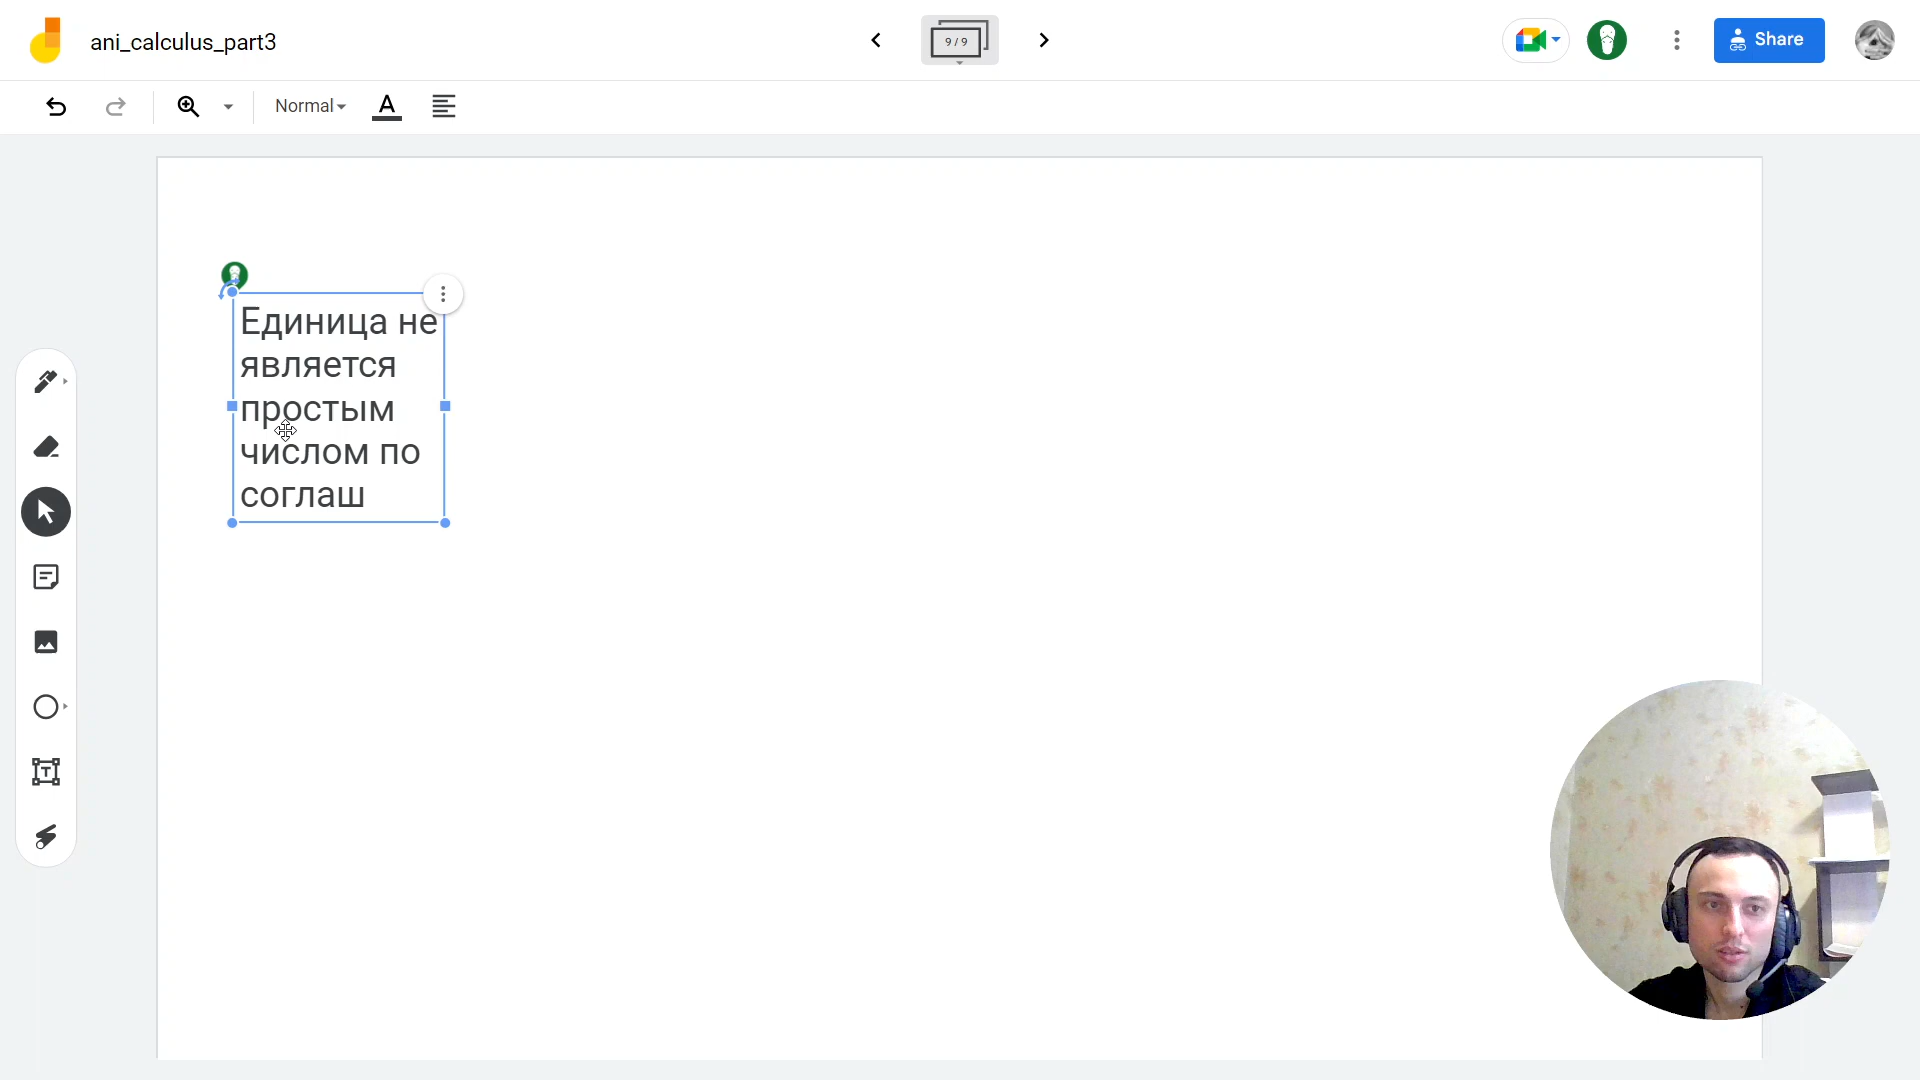 ani_calculus_part3
9 / 9
Share
Normal
A
Единица не
является
простым
числом по
соглаш